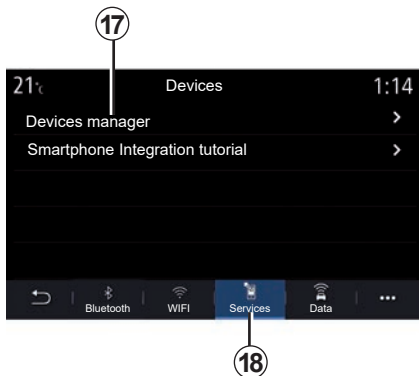 17
21°c Devices 1:14
Devices manager
Smartphone Integration tutorial
Bluetooth WIFI Services Data
18